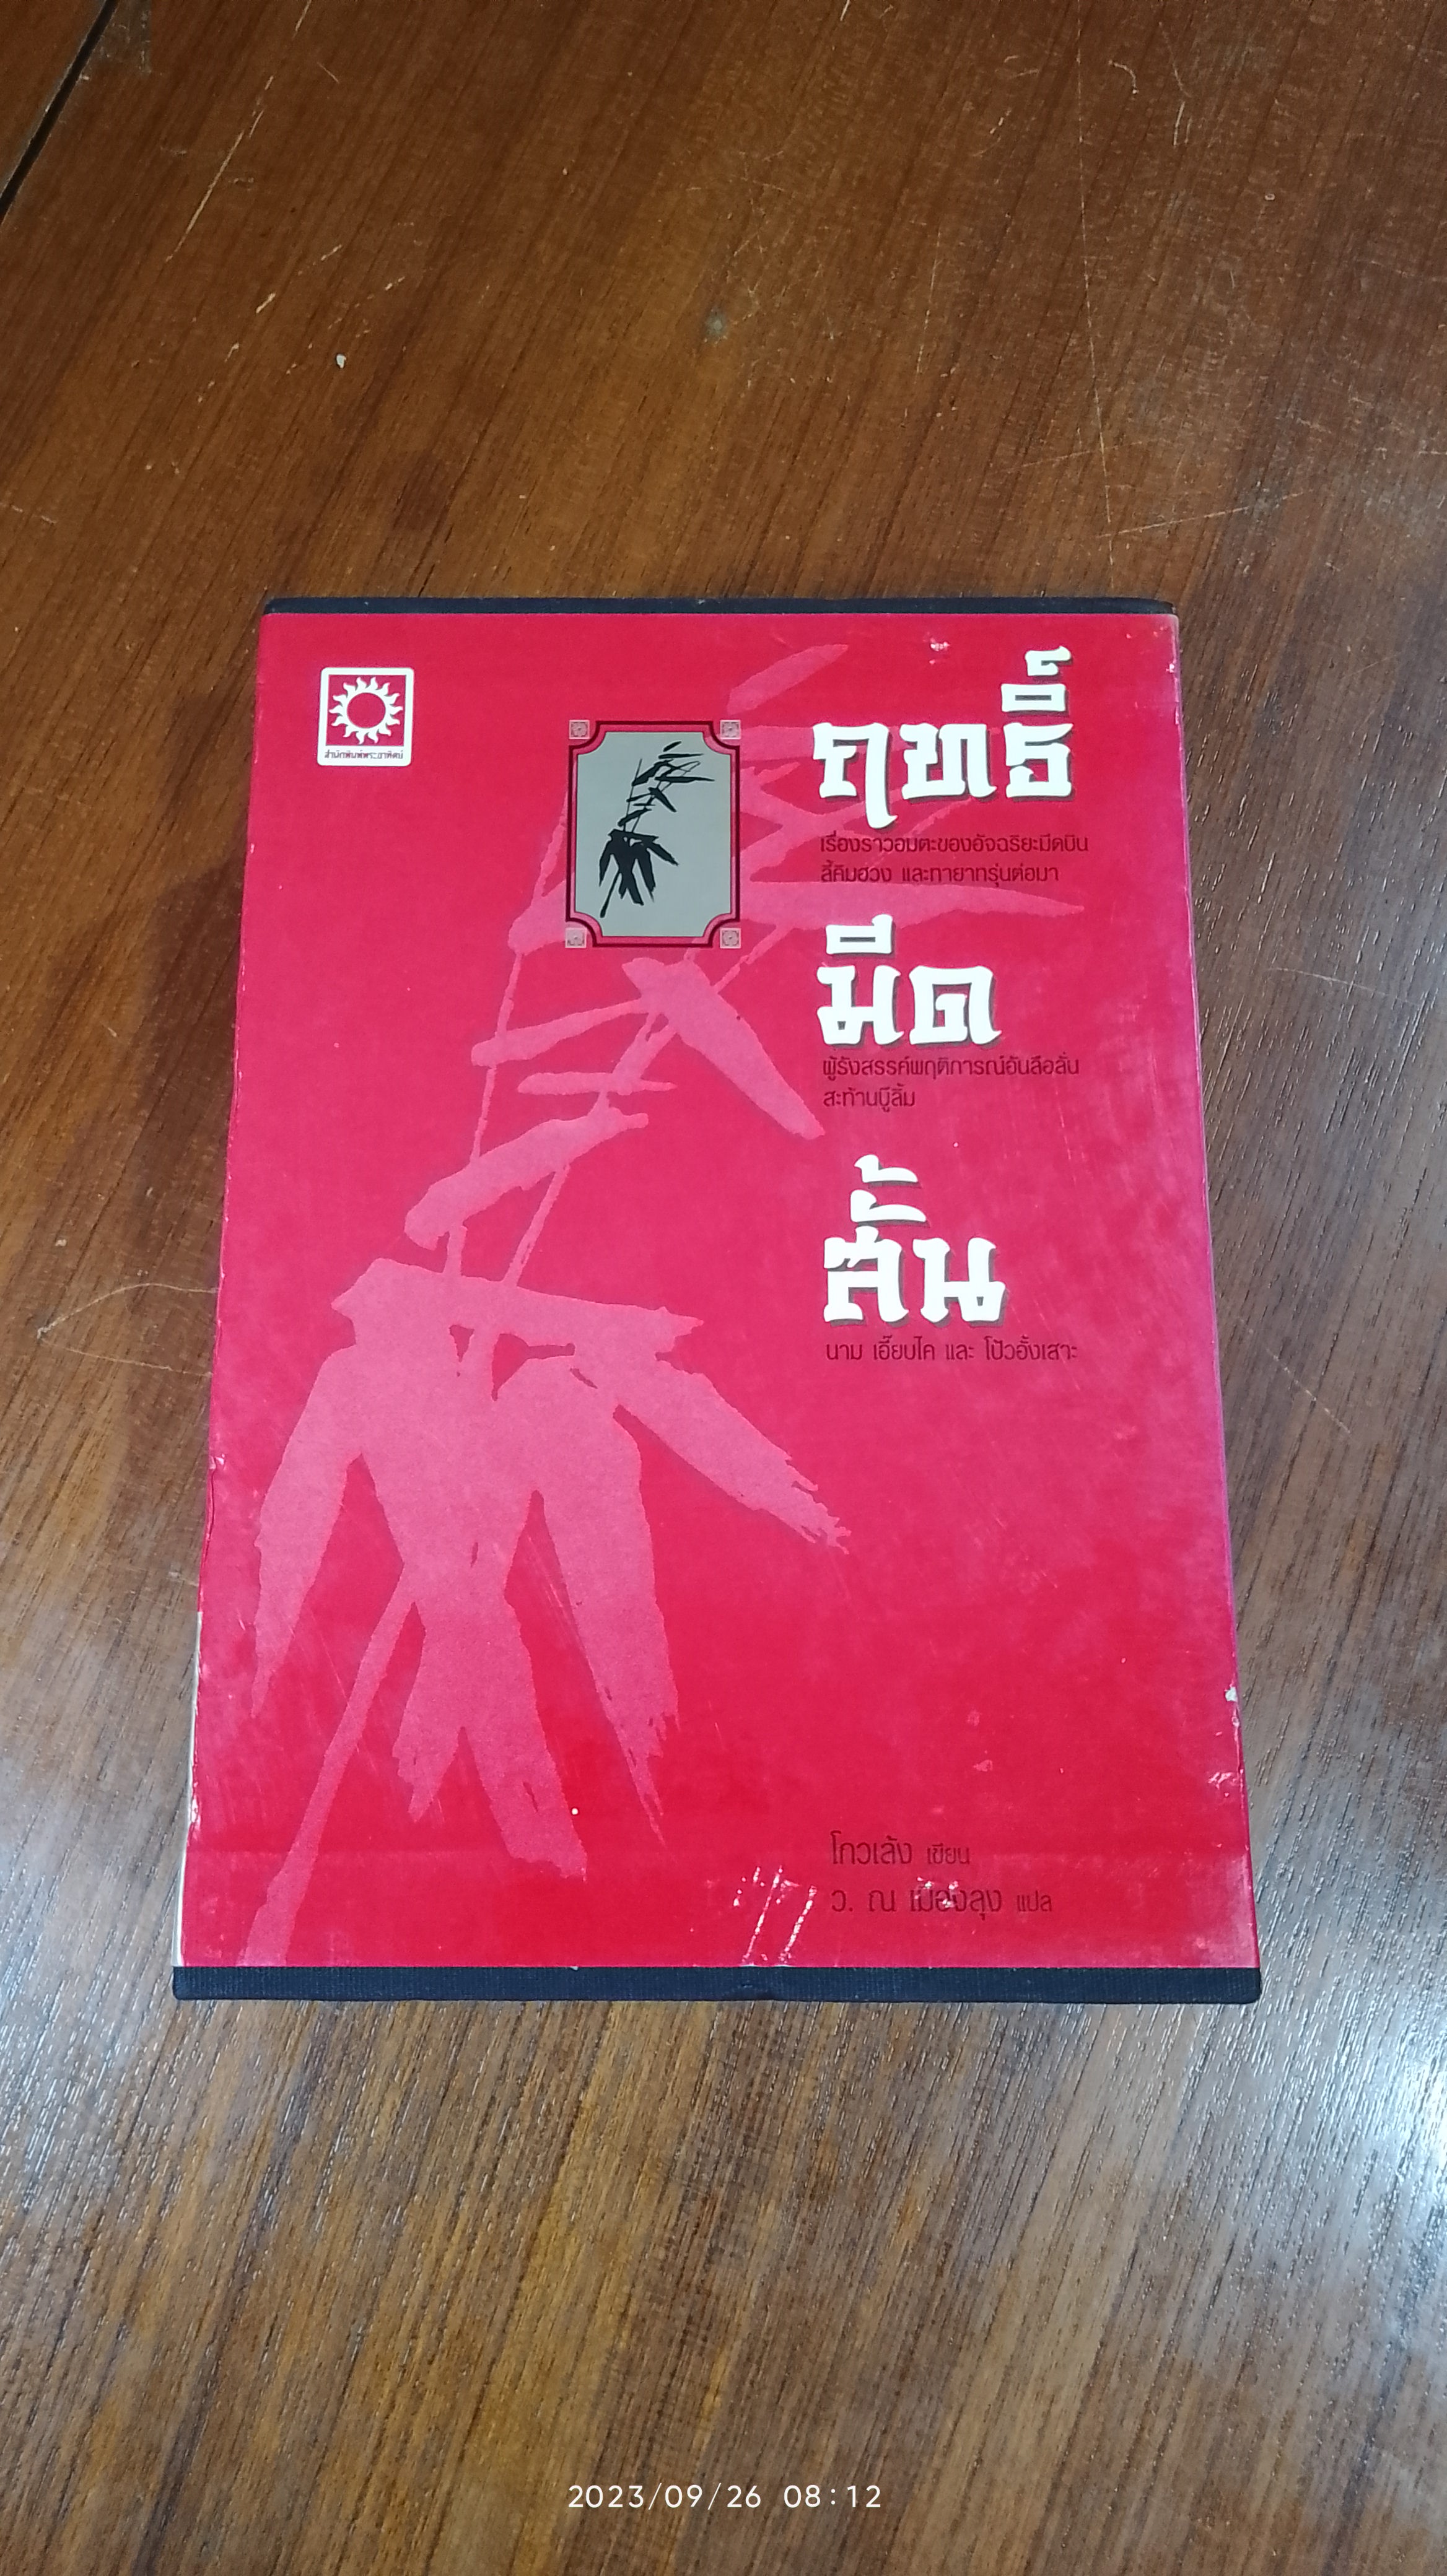 สำนักพิมพ์พระอาทิตย์
ฤทธิ์
เรื่องราวอมตะของอัจฉริยะมีดบิน
ลี้คิมฮวง และทายาทรุ่นต่อมา
มีด
ผู้รังสรรค์พฤติการณ์อันลือลั่น
สะท้านบู๊ลิ้ม
สั้น
นาม เอี๊ยบไค และ โป้วอั้งเสาะ
โกวเล้ง เขียน
ว. ณ เมืองลุง แปล
2023/09/26 08:12